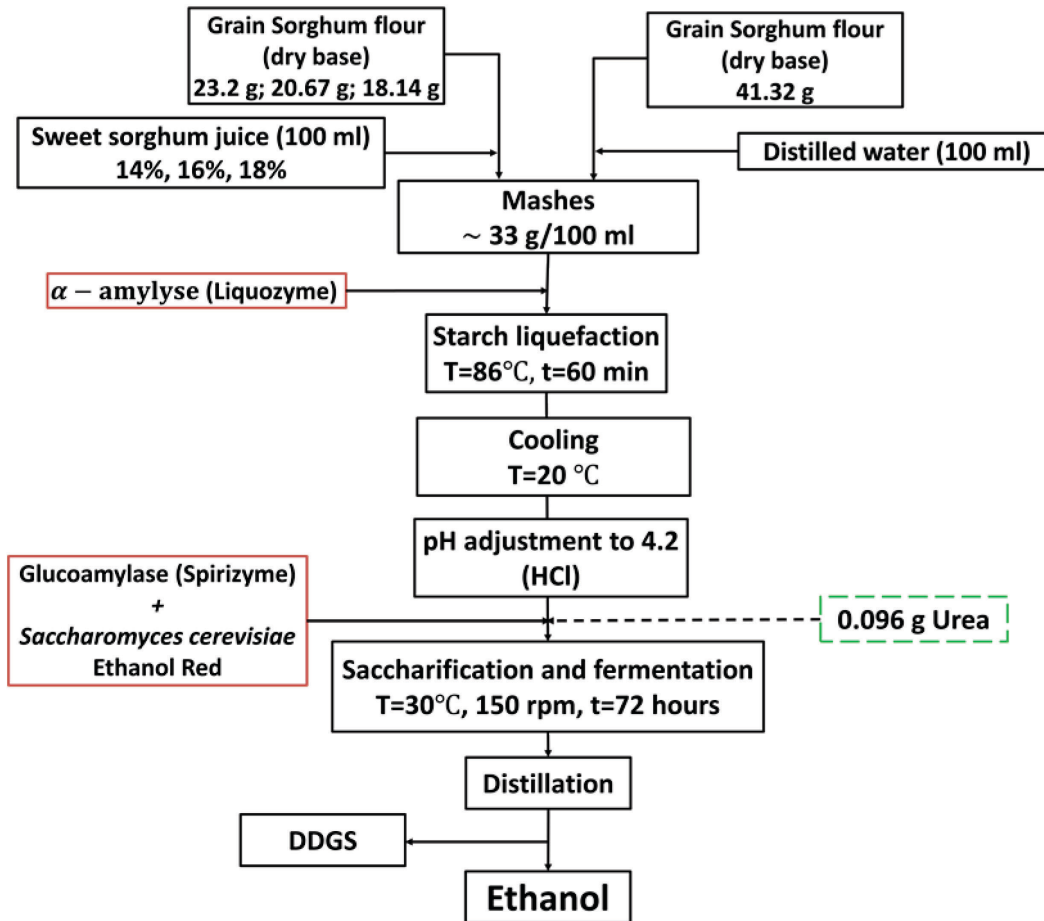 Grain Sorghum flour
(dry base)
23.2 g; 20.67 g; 18.14 g
Grain Sorghum flour
(dry base)
41.32 g
Sweet sorghum juice (100 ml)
14%, 16%, 18%
Distilled water (100 ml)
Mashes
~ 33 g/100 ml
α − amylyse (Liquozyme)
Starch liquefaction
T=86℃, t=60 min
Cooling
T=20 ℃
pH adjustment to 4.2
(HCl)
Glucoamylase (Spirizyme)
+
Saccharomyces cerevisiae
Ethanol Red
0.096 g Urea
Saccharification and fermentation
T=30℃, 150 rpm, t=72 hours
Distillation
DDGS
Ethanol